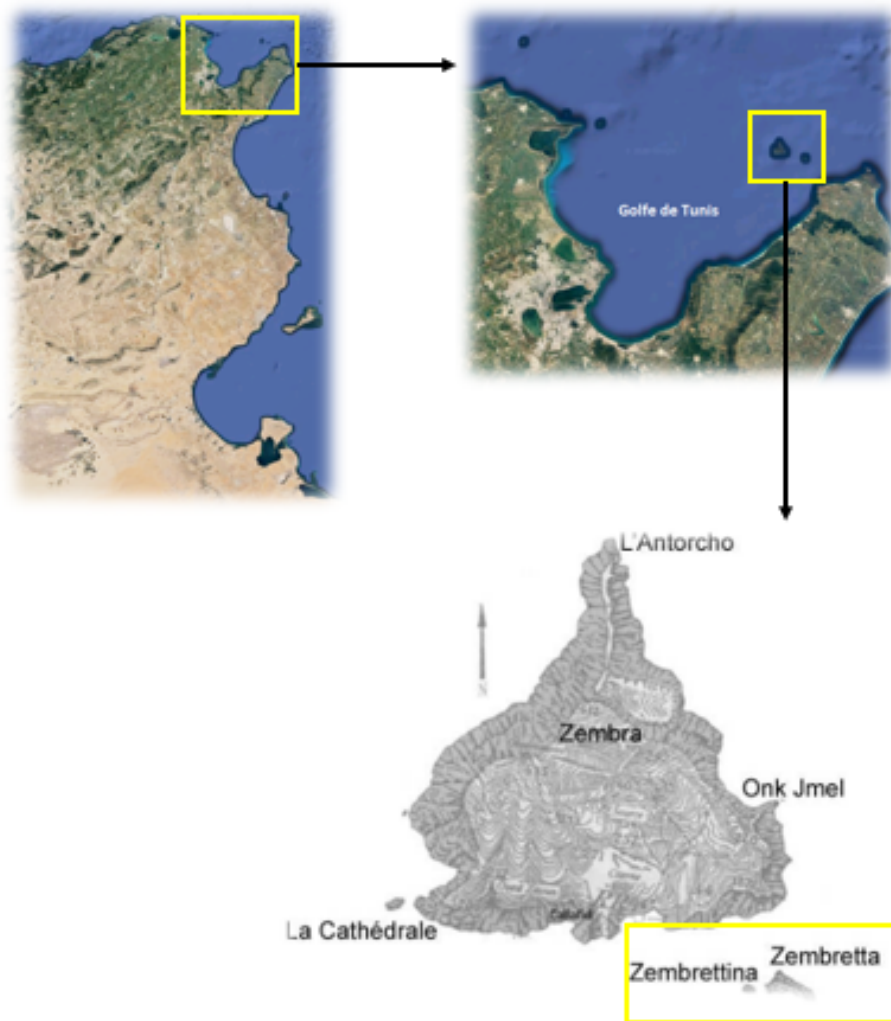 Golfe de Tunis
L'Antorcho
Zembra
Onk Jmel
La Cathédrale
Zembretta
Zembrettina